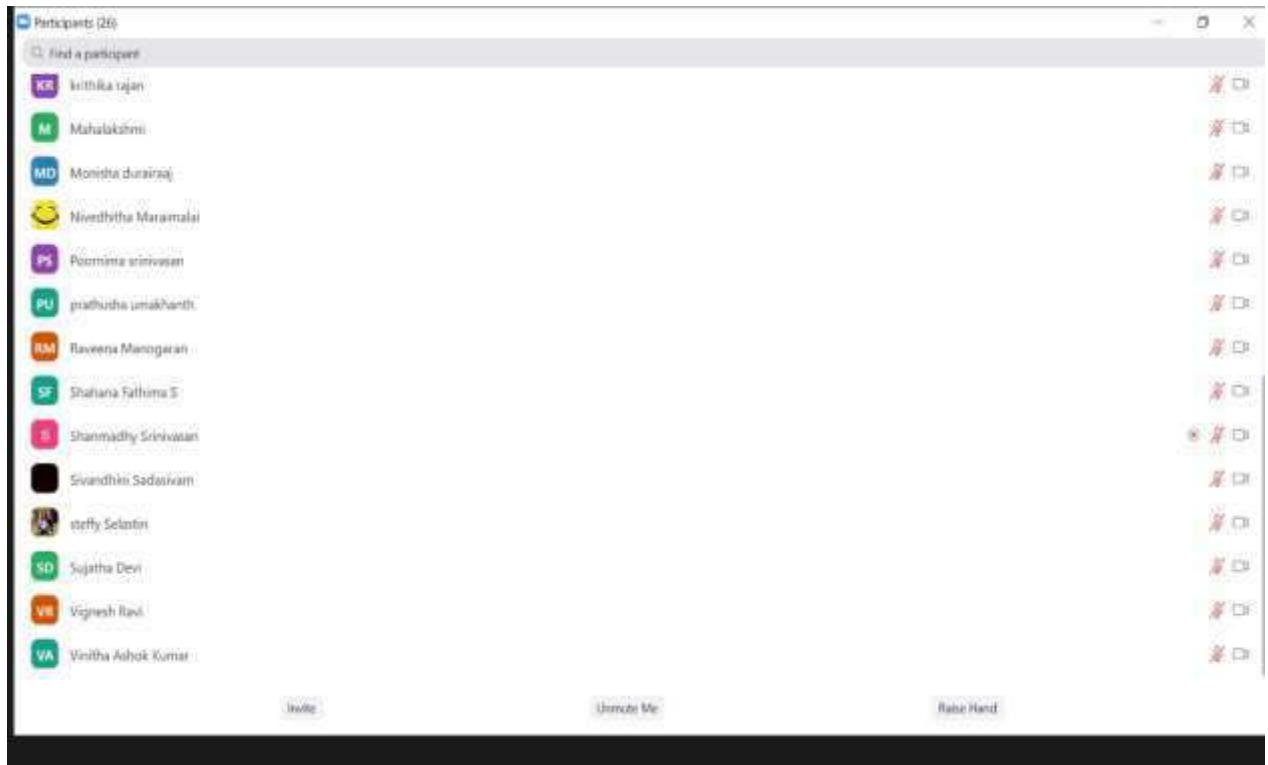 Participants (26)
Find a participant
KR krithika rajan
M Mahalakshmi
MD Monisha durairaaj
Nivedhitha Maraimalai
PS Poornima srinivasan
PU prathusha umakhanth
RM Raveena Manogaran
SF Shahana Fathima S
S Shanmadhy Srinivasan
Sivandhini Sadasivam
steffy Selastin
SD Sujatha Devi
VR Vignesh Ravi
VA Vinitha Ashok Kumar
Invite Unmute Me Raise Hand